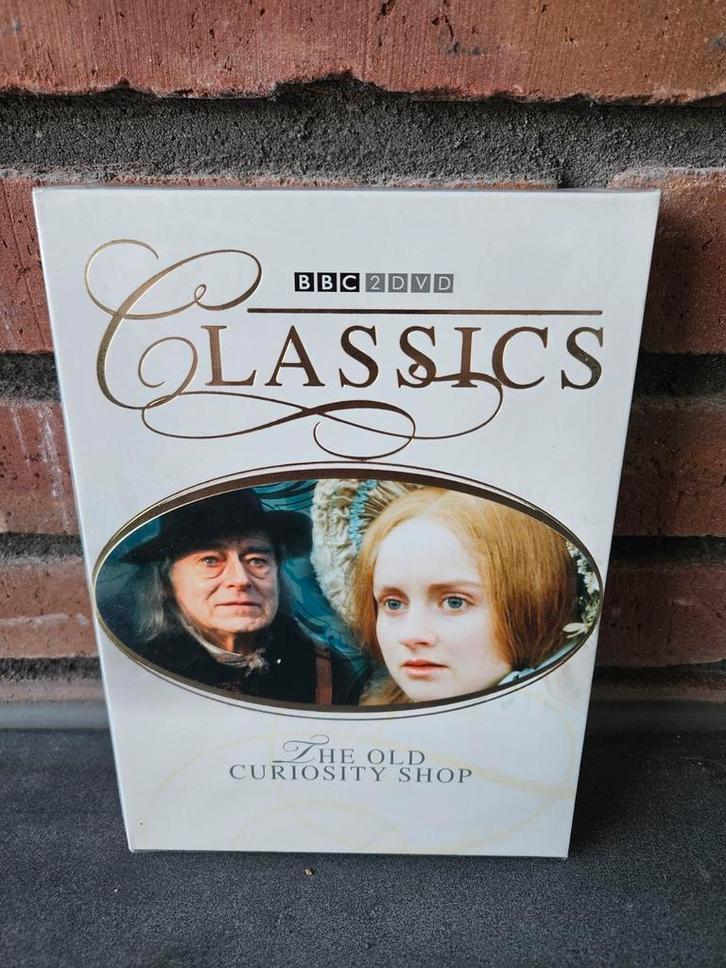 BBC 2DVD
CLASSICS
THE OLD
CURIOSITY SHOP